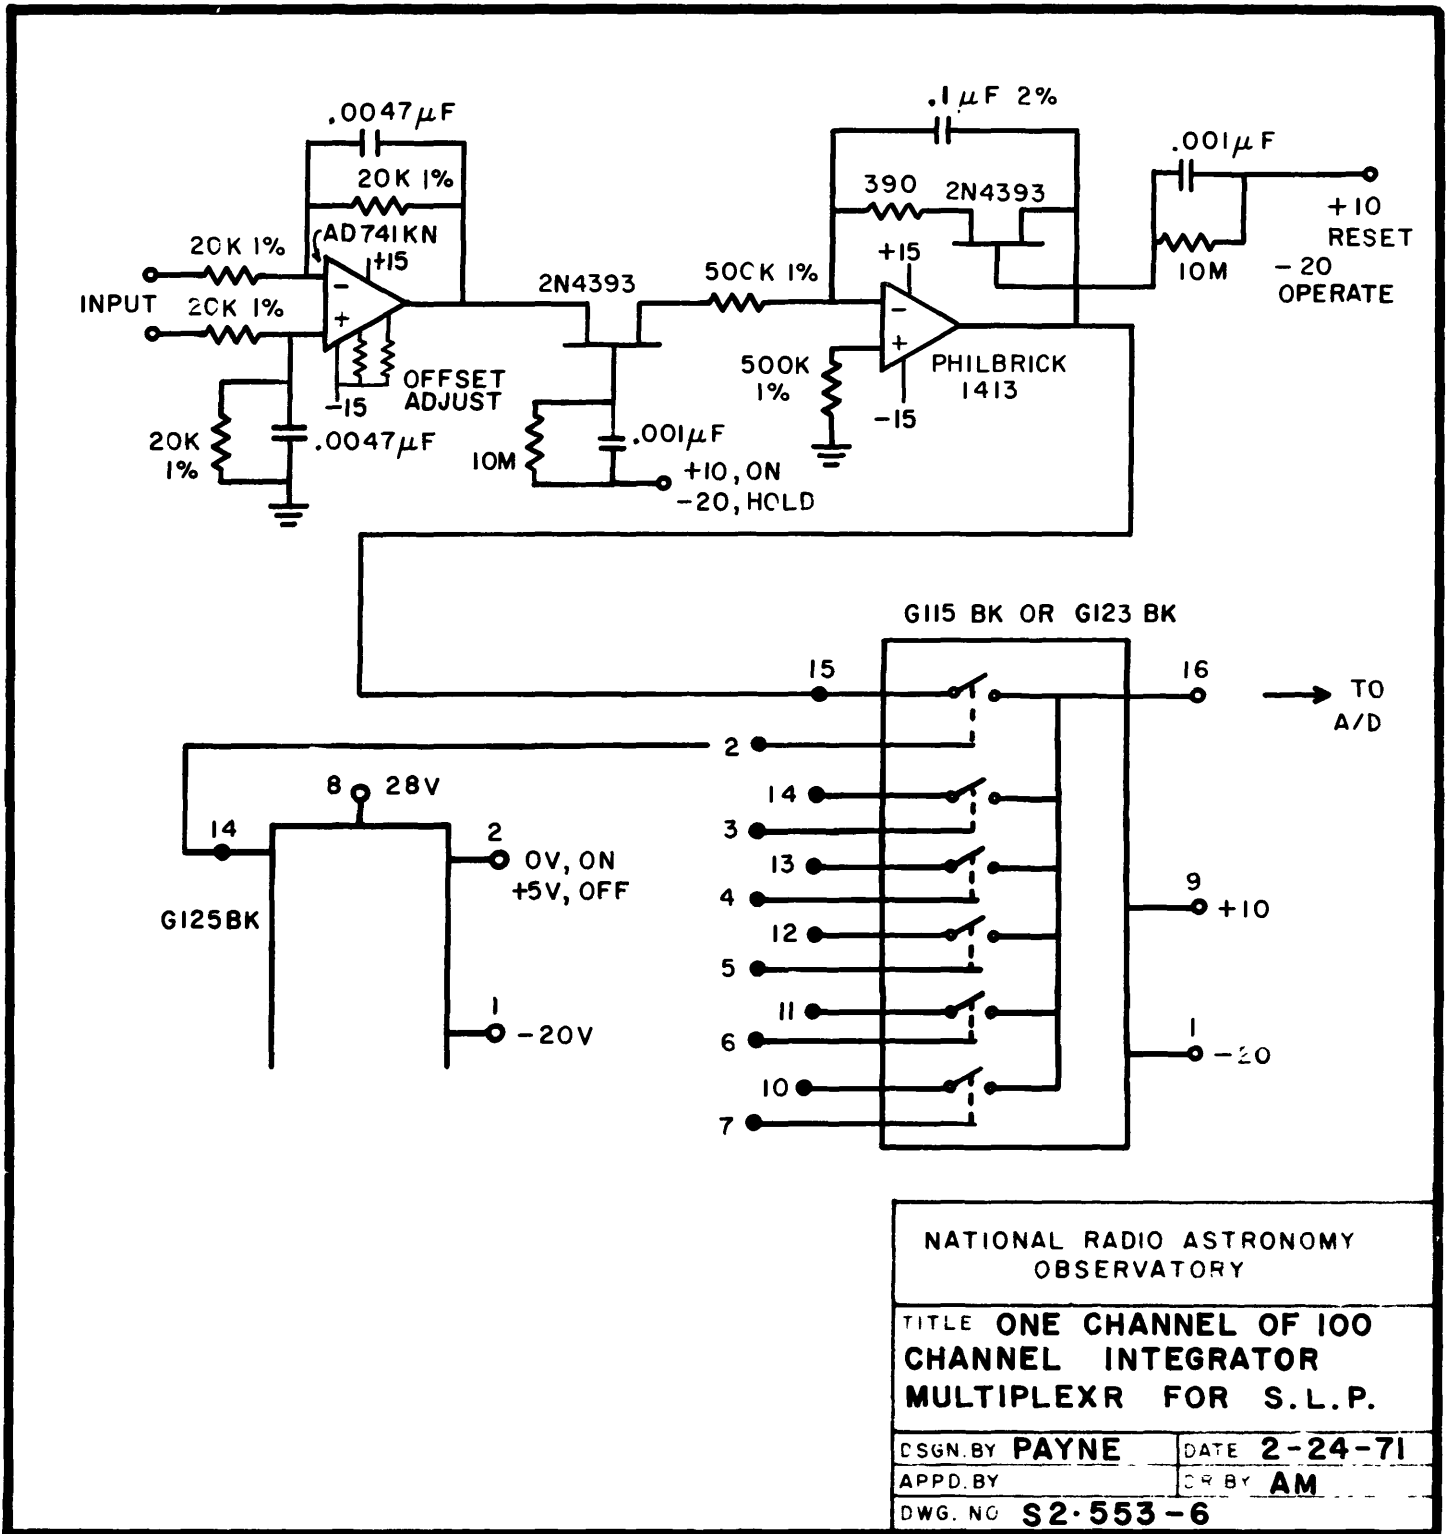 .0047μF
20K 1%
AD741KN
+15
20K 1%
INPUT
20K 1%
-
+
-15
OFFSET
ADJUST
20K
1%
.0047μF
2N4393
10M
.001μF
+10, ON
-20, HOLD
.1μF 2%
390
2N4393
500K 1%
+15
-
+
500K
1%
PHILBRICK
1413
-15
.001μF
10M
+10
RESET
-20
OPERATE
G115 BK OR G123 BK
15
16
TO
A/D
2
14
3
13
4
12
5
11
6
10
7
9
+10
1
-20
8
28V
14
2
0V, ON
+5V, OFF
G125BK
1
-20V
NATIONAL RADIO ASTRONOMY
OBSERVATORY
TITLE ONE CHANNEL OF 100
CHANNEL INTEGRATOR
MULTIPLEXR FOR S.L.P.
DSGN.BY PAYNE DATE 2-24-71
APPD.BY DR BY AM
DWG. NO S2·553-6